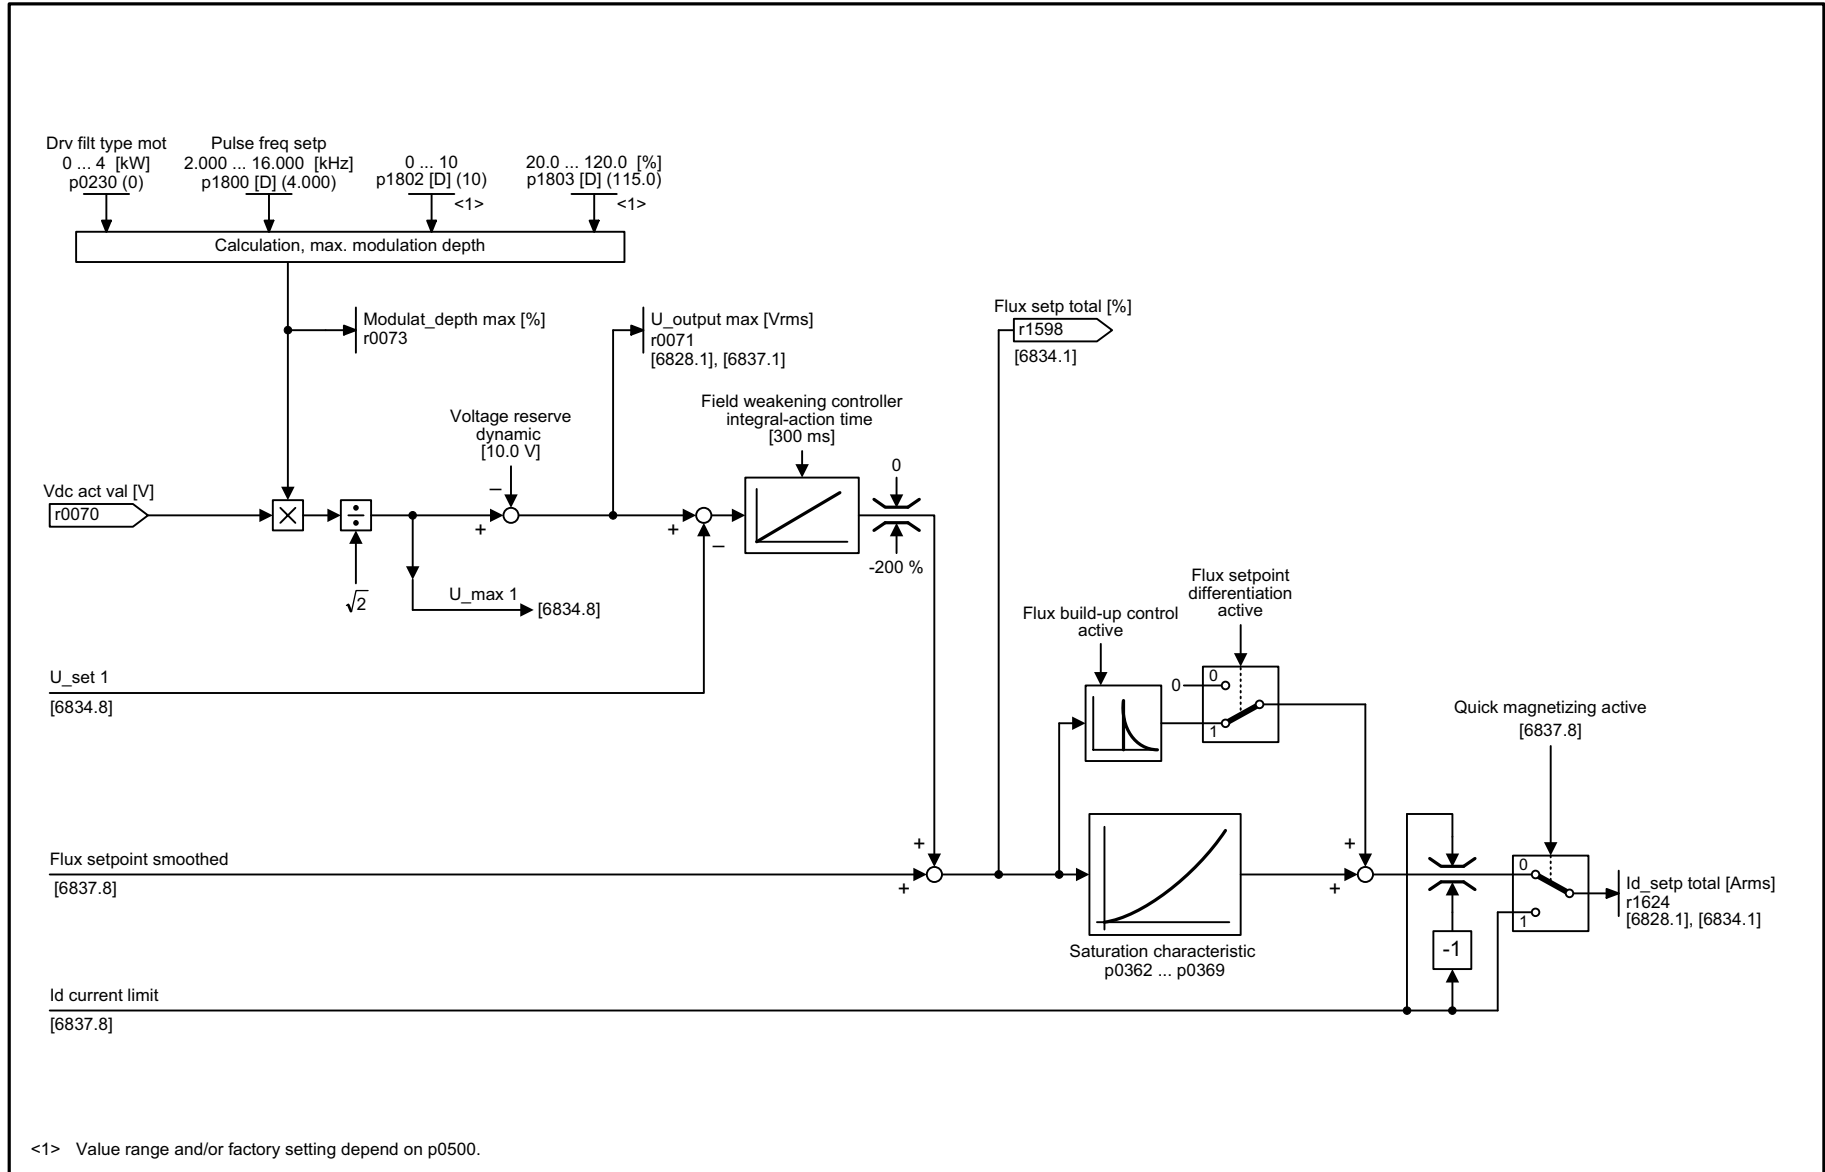 Drv filt type mot
0 ... 4 [kW]
p0230 (0)
Pulse freq setp
2.000 ... 16.000 [kHz]
p1800 [D] (4.000)
0 ... 10
p1802 [D] (10)
<1>
20.0 ... 120.0 [%]
p1803 [D] (115.0)
<1>
Calculation, max. modulation depth
Modulat_depth max [%]
r0073
U_output max [Vrms]
r0071
[6828.1], [6837.1]
Flux setp total [%]
r1598
[6834.1]
Voltage reserve
dynamic
[10.0 V]
Field weakening controller
integral-action time
[300 ms]
0
-200 %
Vdc act val [V]
r0070
×
÷
√2
+
–
+
–
U_max 1
[6834.8]
U_set 1
[6834.8]
Flux build-up control
active
Flux setpoint
differentiation
active
0
0
1
Quick magnetizing active
[6837.8]
Flux setpoint smoothed
[6837.8]
+
+
Saturation characteristic
p0362 ... p0369
+
+
-1
0
1
Id_setp total [Arms]
r1624
[6828.1], [6834.1]
Id current limit
[6837.8]
<1> Value range and/or factory setting depend on p0500.